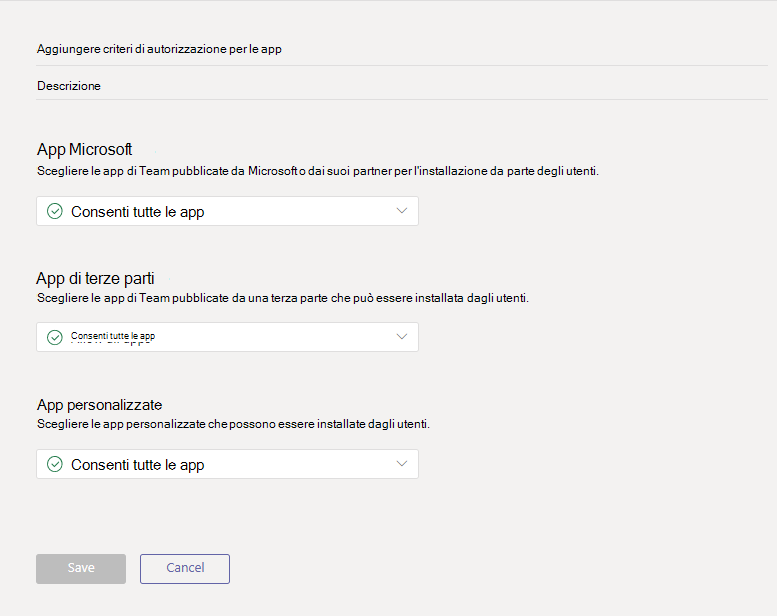 Aggiungere criteri di autorizzazione per le app
Descrizione
App Microsoft
Scegliere le app di Team pubblicate da Microsoft o dai suoi partner per l'installazione da parte degli utenti.
Consenti tutte le app
App di terze parti
Scegliere le app di Team pubblicate da una terza parte che può essere installata dagli utenti.
Consenti tutte le app
App personalizzate
Scegliere le app personalizzate che possono essere installate dagli utenti.
Consenti tutte le app
Save
Cancel